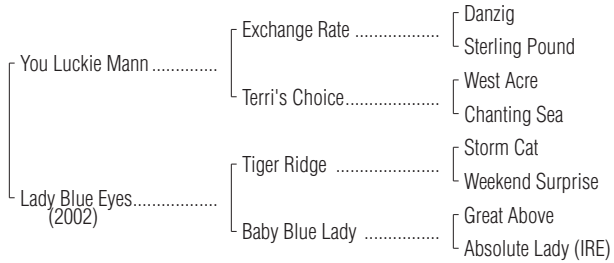 Danzig
Exchange Rate ..................
Sterling Pound
You Luckie Mann .............
West Acre
Terri's Choice....................
Chanting Sea
Storm Cat
Tiger Ridge ......................
Weekend Surprise
Lady Blue Eyes.................
(2002)
Great Above
Baby Blue Lady ................
Absolute Lady (IRE)